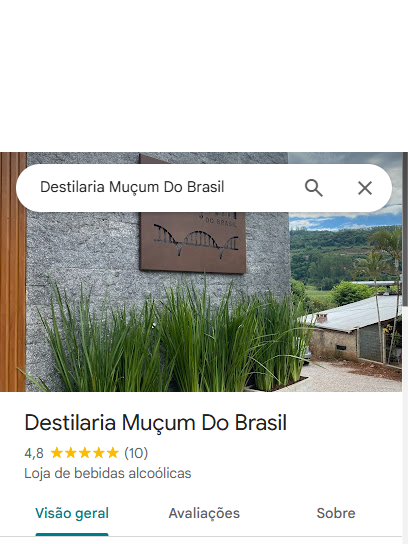 Destilaria Muçum Do Brasil
DO BRASIL
Destilaria Muçum Do Brasil
4,8 (10)
Loja de bebidas alcoólicas
Visão geral Avaliações Sobre